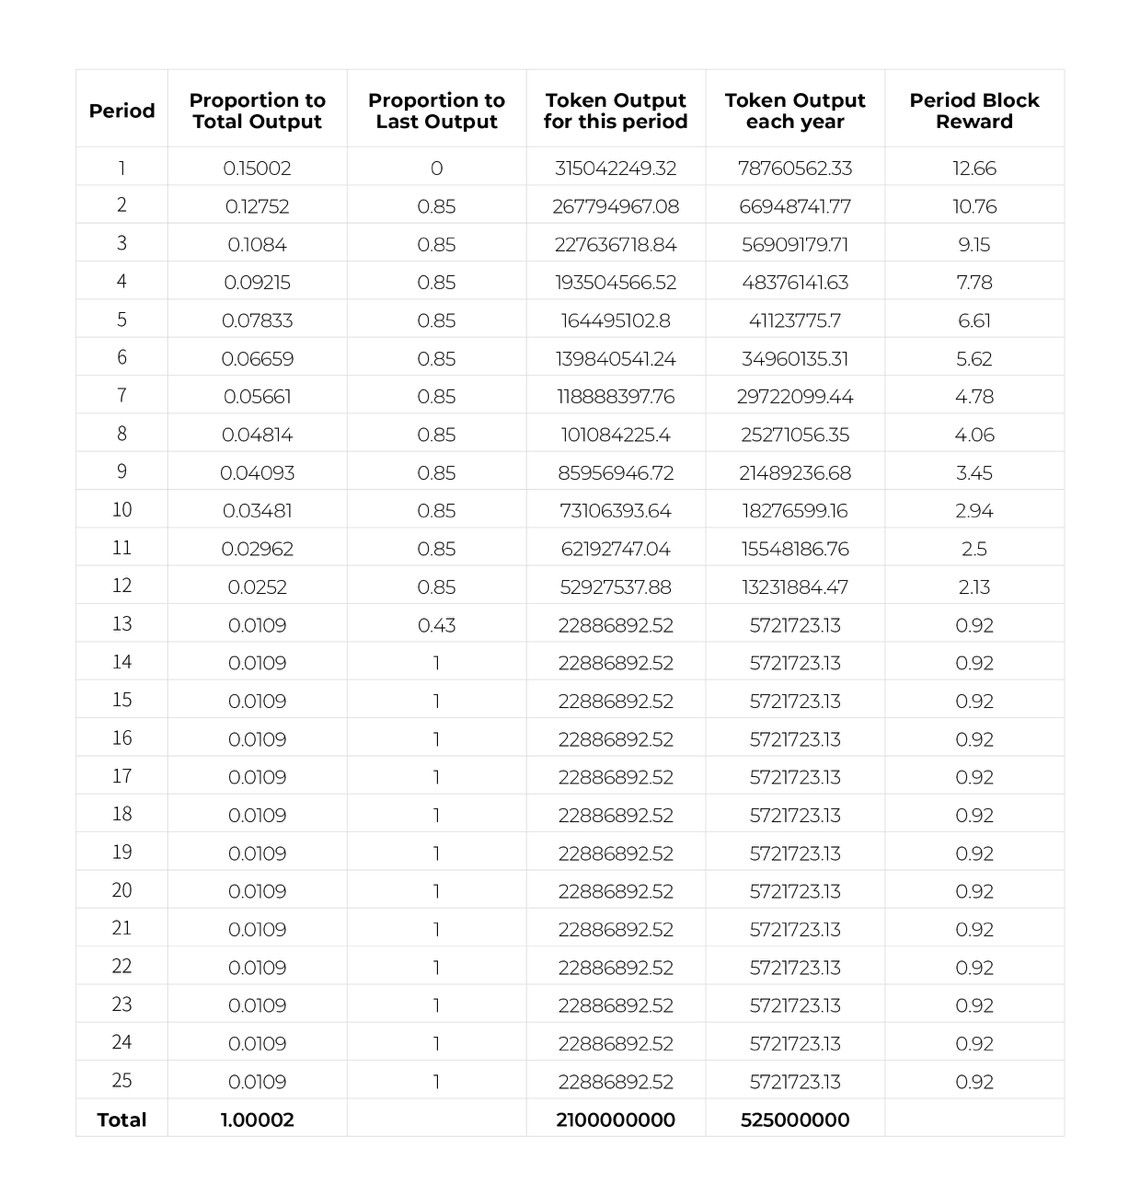 Period Proportion to Total Output Proportion to Last Output Token Output for this period Token Output each year Period Block Reward
1 0.15002 0 315042249.32 78760562.33 12.66
2 0.12752 0.85 267794967.08 66948741.77 10.76
3 0.1084 0.85 227636718.84 56909179.71 9.15
4 0.09215 0.85 193504566.52 48376141.63 7.78
5 0.07833 0.85 164495102.8 41123775.7 6.61
6 0.06659 0.85 139840541.24 34960135.31 5.62
7 0.05661 0.85 118888397.76 29722099.44 4.78
8 0.04814 0.85 101084225.4 25271056.35 4.06
9 0.04093 0.85 85956946.72 21489236.68 3.45
10 0.03481 0.85 73106393.64 18276599.16 2.94
11 0.02962 0.85 62192747.04 15548186.76 2.5
12 0.0252 0.85 52927537.88 13231884.47 2.13
13 0.0109 0.43 22886892.52 5721723.13 0.92
14 0.0109 1 22886892.52 5721723.13 0.92
15 0.0109 1 22886892.52 5721723.13 0.92
16 0.0109 1 22886892.52 5721723.13 0.92
17 0.0109 1 22886892.52 5721723.13 0.92
18 0.0109 1 22886892.52 5721723.13 0.92
19 0.0109 1 22886892.52 5721723.13 0.92
20 0.0109 1 22886892.52 5721723.13 0.92
21 0.0109 1 22886892.52 5721723.13 0.92
22 0.0109 1 22886892.52 5721723.13 0.92
23 0.0109 1 22886892.52 5721723.13 0.92
24 0.0109 1 22886892.52 5721723.13 0.92
25 0.0109 1 22886892.52 5721723.13 0.92
Total 1.00002 2100000000 525000000